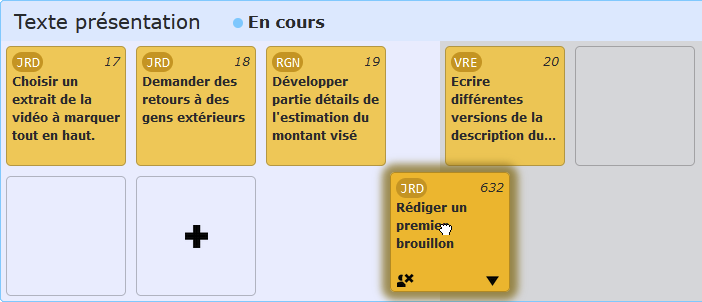 Texte présentation
En cours
JRD 17
Choisir un
extrait de la
vidéo à marquer
tout en haut.
JRD 18
Demander des
retours à des
gens extérieurs
RGN 19
Développer
partie détails de
l'estimation du
montant visé
VRE 20
Ecrire
différentes
versions de la
description du...
JRD 632
Rédiger un
premier
brouillon